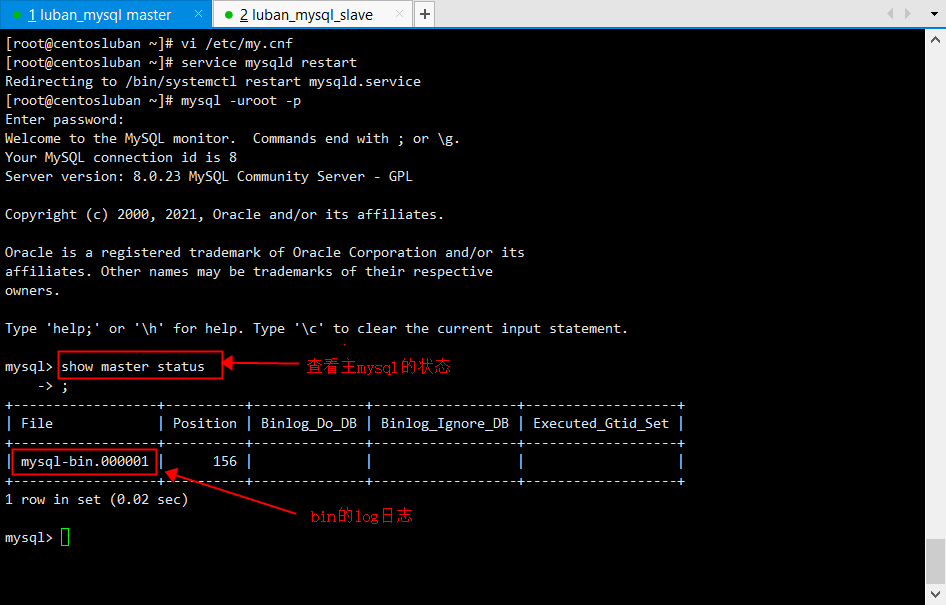 1 luban_mysql master × 2 luban_mysql_slave × +
[root@centosluban ~]# vi /etc/my.cnf
[root@centosluban ~]# service mysqld restart
Redirecting to /bin/systemctl restart mysqld.service
[root@centosluban ~]# mysql -uroot -p
Enter password:
Welcome to the MySQL monitor.  Commands end with ; or \g.
Your MySQL connection id is 8
Server version: 8.0.23 MySQL Community Server - GPL
Copyright (c) 2000, 2021, Oracle and/or its affiliates.
Oracle is a registered trademark of Oracle Corporation and/or its
affiliates. Other names may be trademarks of their respective
owners.
Type 'help;' or '\h' for help. Type '\c' to clear the current input statement.
mysql> show master status 查看主mysql的状态
    -> ;
+------------------+----------+--------------+------------------+-------------------+
| File             | Position | Binlog_Do_DB | Binlog_Ignore_DB | Executed_Gtid_Set |
+------------------+----------+--------------+------------------+-------------------+
| mysql-bin.000001 |      156 |              |                  |                   |
+------------------+----------+--------------+------------------+-------------------+
1 row in set (0.02 sec)
bin的log日志
mysql>